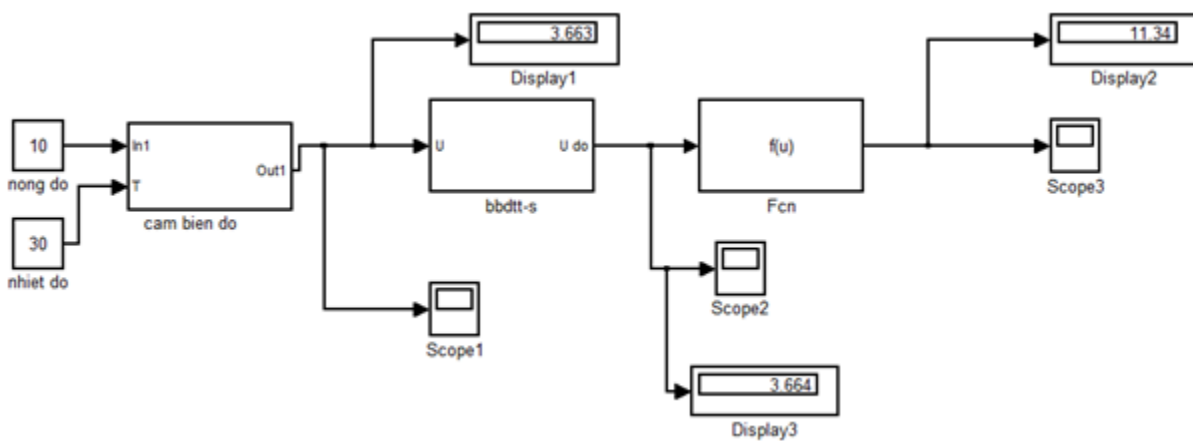 3.663
Display1
11.34
Display2
10
nong do
In1
T
Out1
cam bien do
30
nhiet do
U
U do
bbdtt-s
f(u)
Fcn
Scope3
Scope1
Scope2
3.664
Display3